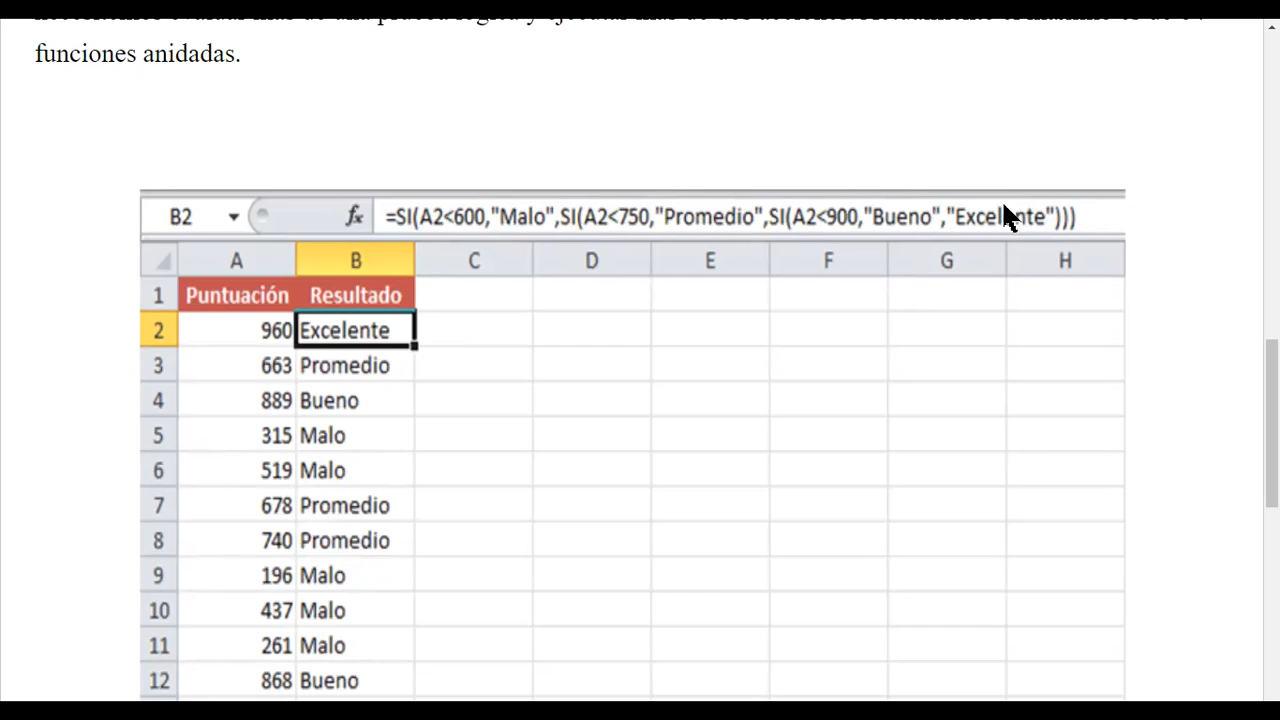 funciones anidadas.
B2 fx =SI(A2<600,"Malo",SI(A2<750,"Promedio",SI(A2<900,"Bueno","Excelente")))
A B C D E F G H
1 Puntuación Resultado
2 960 Excelente
3 663 Promedio
4 889 Bueno
5 315 Malo
6 519 Malo
7 678 Promedio
8 740 Promedio
9 196 Malo
10 437 Malo
11 261 Malo
12 868 Bueno